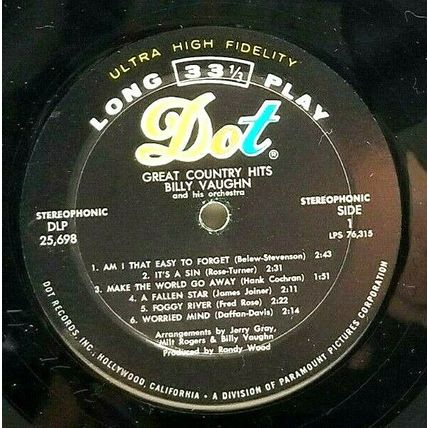 ULTRA HIGH FIDELITY
LONG 33⅓ PLAY
Dot®
GREAT COUNTRY HITS
BILLY VAUGHN
and his orchestra
STEREOPHONIC
DLP
25,698
STEREOPHONIC
SIDE
1
LPS 76,315
1. AM I THAT EASY TO FORGET (Belew-Stevenson) 2:43
2. IT'S A SIN (Rose-Turner) 2:31
3. MAKE THE WORLD GO AWAY (Hank Cochran) 1:51
4. A FALLEN STAR (James Joiner) 2:41
5. FOGGY RIVER (Fred Rose) 2:22
6. WORRIED MIND (Daffan-Davis) 2:14
Arrangements by Jerry Gray,
Milt Rogers & Billy Vaughn
Produced by Randy Wood
DOT RECORDS, INC., HOLLYWOOD, CALIFORNIA • A DIVISION OF PARAMOUNT PICTURES CORPORATION